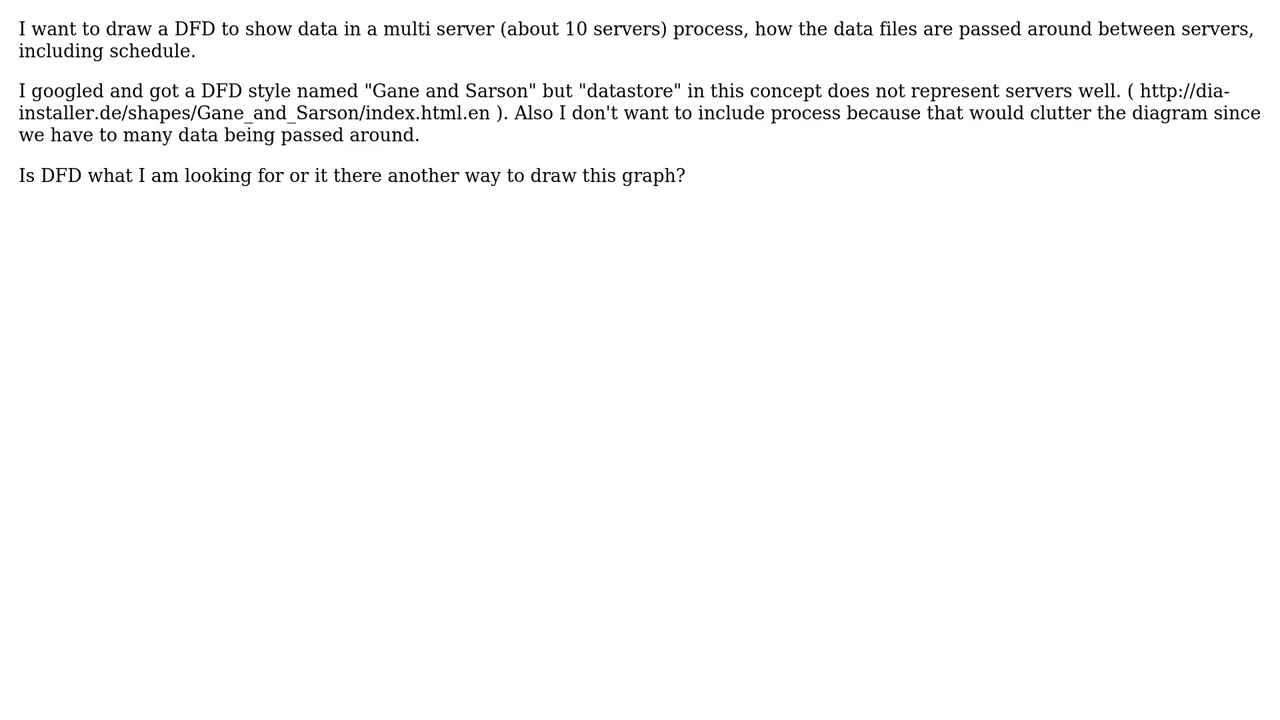 I want to draw a DFD to show data in a multi server (about 10 servers) process, how the data files are passed around between servers,
including schedule.
I googled and got a DFD style named "Gane and Sarson" but "datastore" in this concept does not represent servers well. ( http://dia-
installer.de/shapes/Gane_and_Sarson/index.html.en ). Also I don't want to include process because that would clutter the diagram since
we have to many data being passed around.
Is DFD what I am looking for or it there another way to draw this graph?